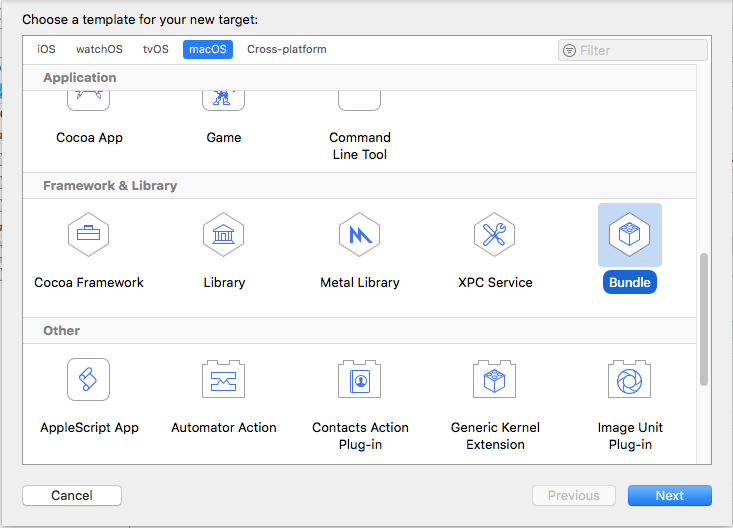 Choose a template for your new target:
iOS watchOS tvOS macOS Cross-platform Filter
Application
Cocoa App Game Command
Line Tool
Framework & Library
Cocoa Framework Library Metal Library XPC Service Bundle
Other
AppleScript App Automator Action Contacts Action Generic Kernel Image Unit
Plug-in Extension Plug-in
Cancel Previous Next